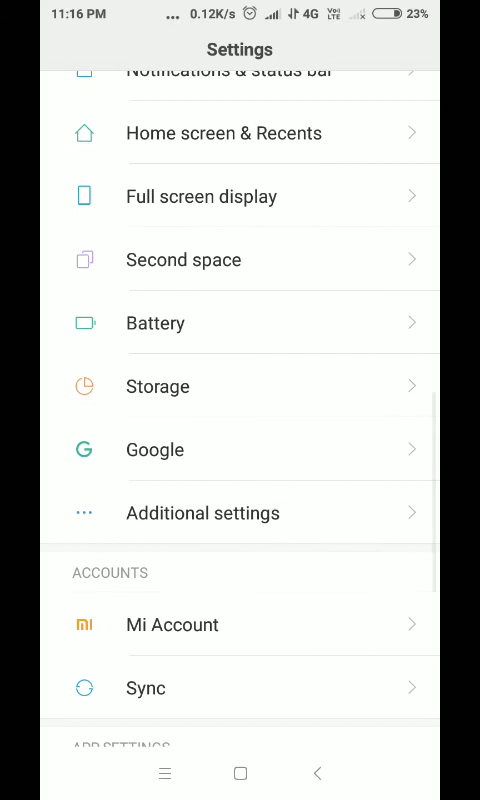 11:16 PM ... 0.12K/s 4G VoLTE 23%
Settings
Notifications & status bar
Home screen & Recents
Full screen display
Second space
Battery
Storage
Google
Additional settings
ACCOUNTS
Mi Account
Sync
APP SETTINGS